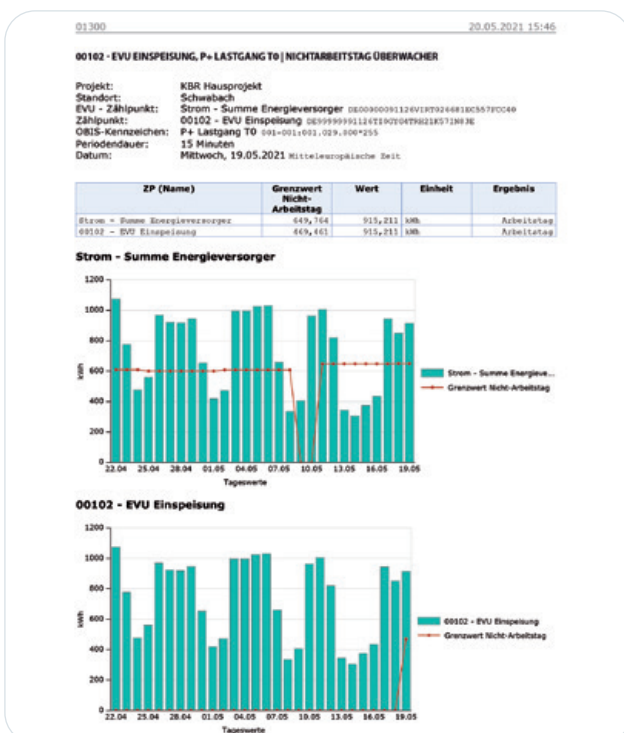 01300 20.05.2021 15:46
00102 - EVU EINSPEISUNG, P+ LASTGANG T0 | NICHTARBEITSTAG ÜBERWACHER
Projekt: KBR Hausprojekt
Standort: Schwabach
EVU - Zählpunkt: Strom - Summe Energieversorger
Zählpunkt: 00102 - EVU Einspeisung
OBIS-Kennzeichen: P+ Lastgang T0 001-001:001.029.000*255
Periodendauer: 15 Minuten
Datum: Mittwoch, 19.05.2021 Mitteleuropäische Zeit
ZP (Name) Grenzwert Nicht-Arbeitstag Wert Einheit Ergebnis
Strom - Summe Energieversorger 649,764 915,211 kWh Arbeitstag
00102 - EVU Einspeisung 469,461 915,211 kWh Arbeitstag
Strom - Summe Energieversorger
1200
1000
800
600
400
200
0
kWh
22.04 25.04 28.04 01.05 04.05 07.05 10.05 13.05 16.05 19.05
Tageswerte
Strom - Summe Energieve...
Grenzwert Nicht-Arbeitstag
00102 - EVU Einspeisung
1200
1000
800
600
400
200
0
kWh
22.04 25.04 28.04 01.05 04.05 07.05 10.05 13.05 16.05 19.05
Tageswerte
00102 - EVU Einspeisung
Grenzwert Nicht-Arbeitstag